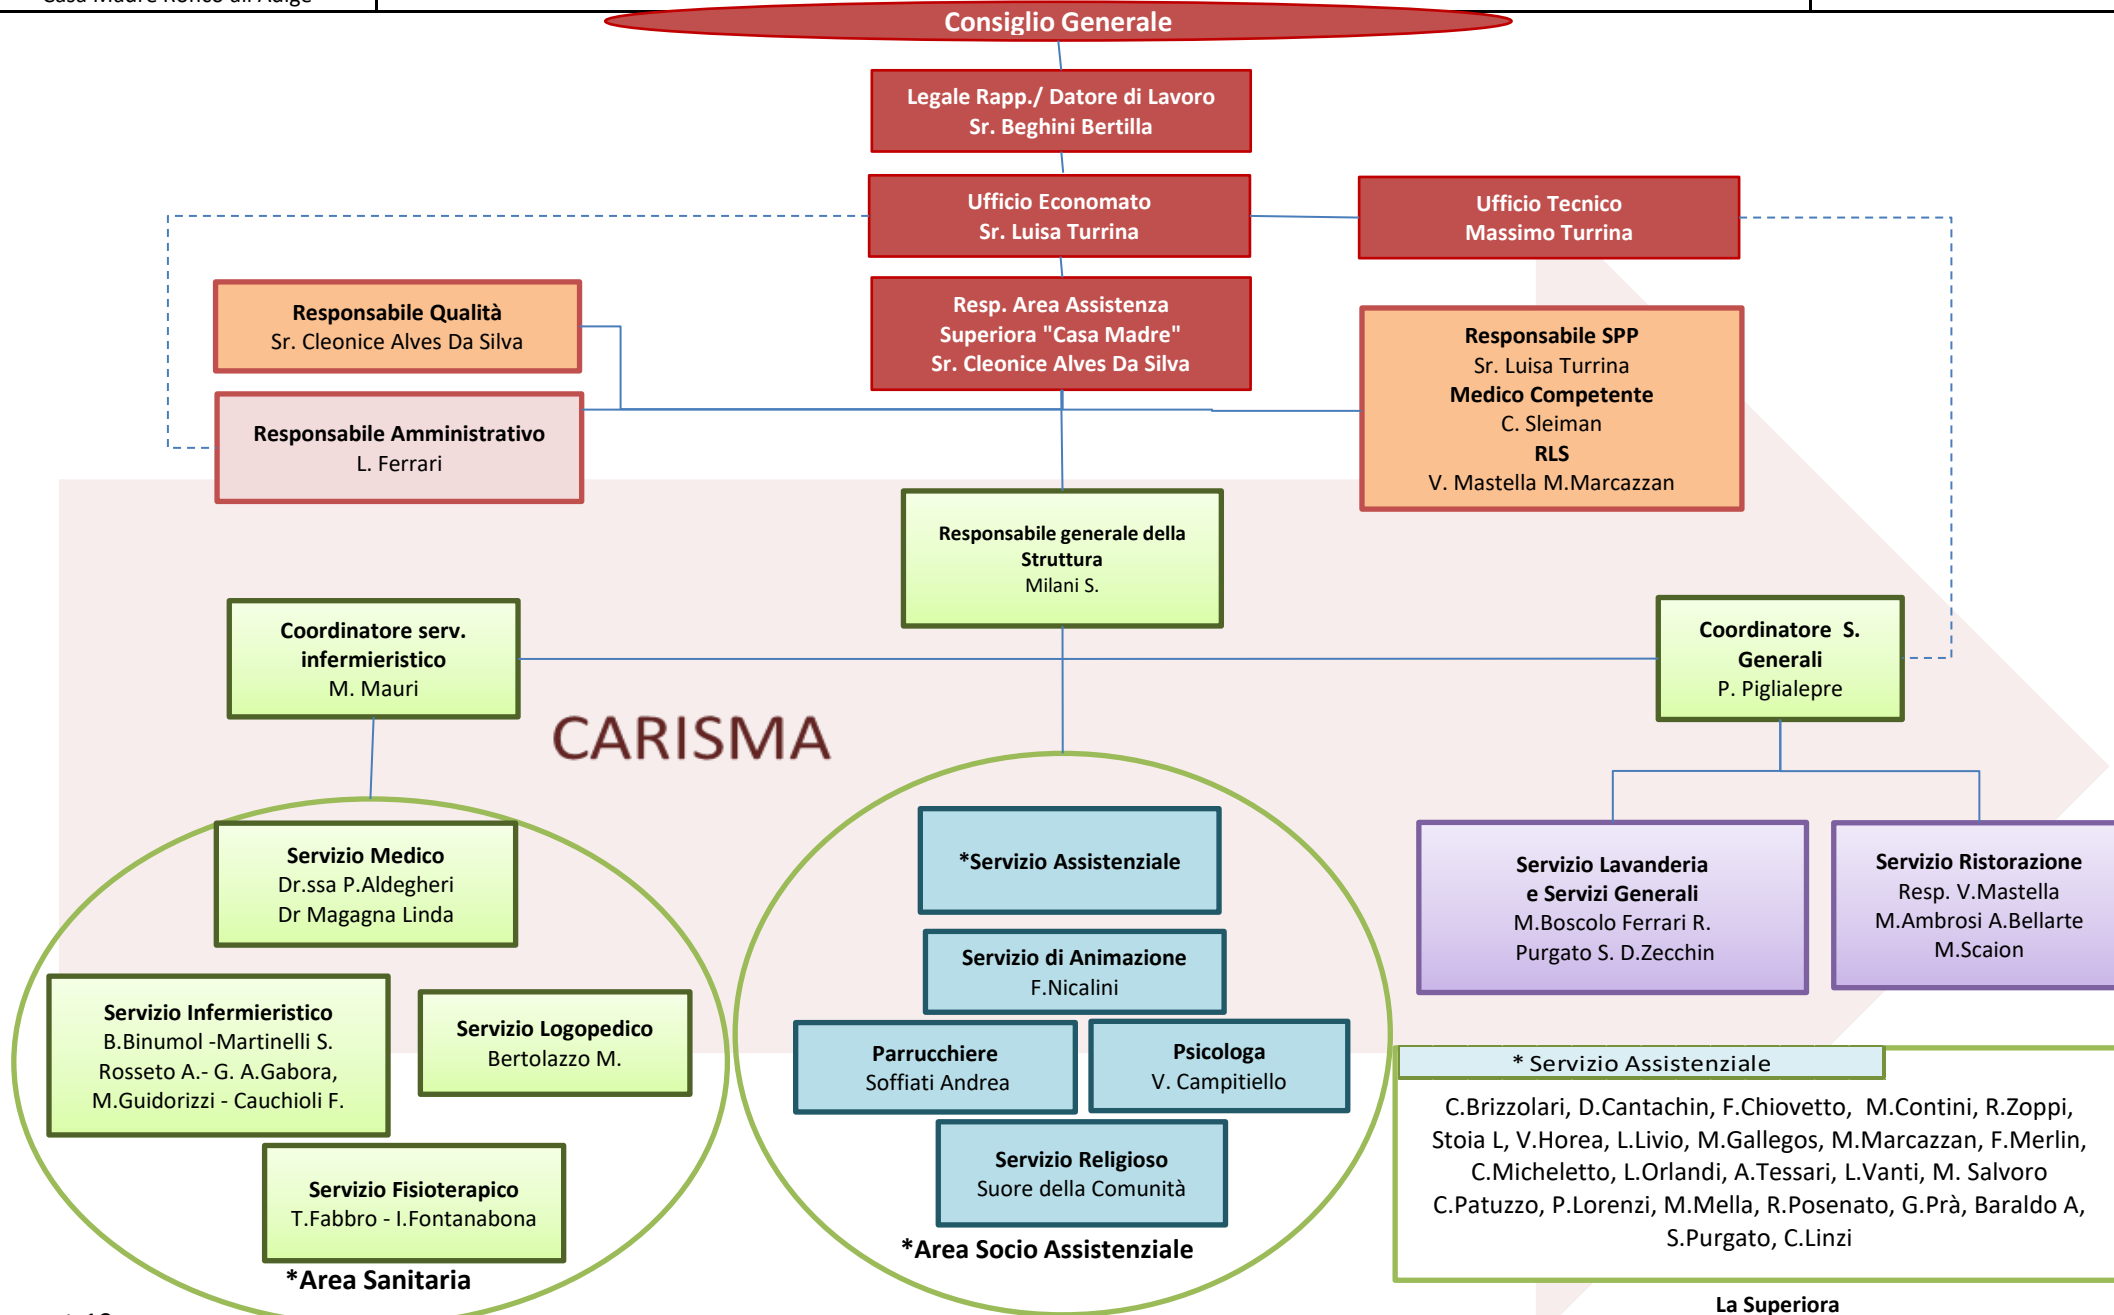 Casa Madre Ronco all'Adige
Consiglio Generale
Legale Rapp./ Datore di Lavoro
Sr. Beghini Bertilla
Ufficio Economato
Sr. Luisa Turrina
Ufficio Tecnico
Massimo Turrina
Responsabile Qualità
Sr. Cleonice Alves Da Silva
Resp. Area Assistenza
Superiora "Casa Madre"
Sr. Cleonice Alves Da Silva
Responsabile SPP
Sr. Luisa Turrina
Medico Competente
C. Sleiman
RLS
V. Mastella M.Marcazzan
Responsabile Amministrativo
L. Ferrari
Responsabile generale della
Struttura
Milani S.
Coordinatore serv.
infermieristico
M. Mauri
Coordinatore  S.
Generali
P. Piglialepre
CARISMA
Servizio Medico
Dr.ssa P.Aldegheri
Dr Magagna Linda
Servizio Infermieristico
B.Binumol -Martinelli S.
Rosseto A.- G. A.Gabora,
M.Guidorizzi - Cauchioli F.
Servizio Logopedico
Bertolazzo M.
Servizio Fisioterapico
T.Fabbro - I.Fontanabona
*Area Sanitaria
*Servizio Assistenziale
Servizio di Animazione
F.Nicalini
Parrucchiere
Soffiati Andrea
Psicologa
V. Campitiello
Servizio Religioso
Suore della Comunità
*Area Socio Assistenziale
Servizio Lavanderia
e Servizi Generali
M.Boscolo Ferrari R.
Purgato S. D.Zecchin
Servizio Ristorazione
Resp. V.Mastella
M.Ambrosi A.Bellarte
M.Scaion
* Servizio Assistenziale
C.Brizzolari, D.Cantachin, F.Chiovetto,  M.Contini, R.Zoppi,
Stoia L, V.Horea, L.Livio, M.Gallegos, M.Marcazzan, F.Merlin,
C.Micheletto, L.Orlandi, A.Tessari, L.Vanti, M. Salvoro
C.Patuzzo, P.Lorenzi, M.Mella, R.Posenato, G.Prà, Baraldo A,
S.Purgato, C.Linzi
La Superiora